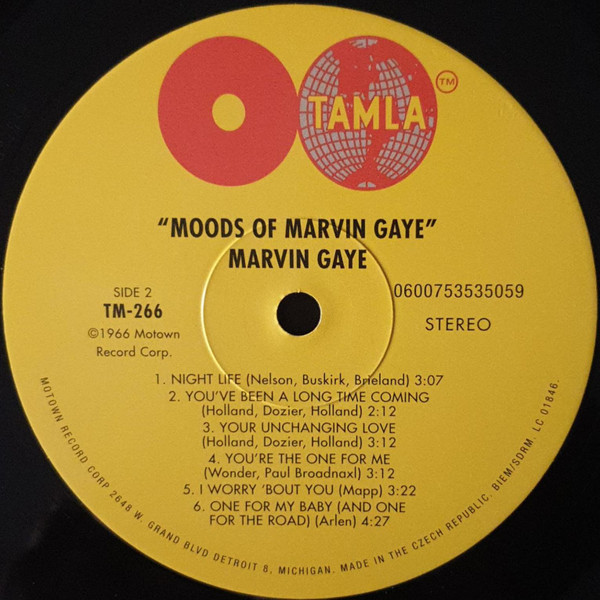 TAMLA
TM
"MOODS OF MARVIN GAYE"
MARVIN GAYE
SIDE 2
TM-266
©1966 Motown
Record Corp.
0600753535059
STEREO
1. NIGHT LIFE (Nelson, Buskirk, Brieland) 3:07
2. YOU'VE BEEN A LONG TIME COMING
(Holland, Dozier, Holland) 2:12
3. YOUR UNCHANGING LOVE
(Holland, Dozier, Holland) 3:12
4. YOU'RE THE ONE FOR ME
(Wonder, Paul Broadnaxl) 3:12
5. I WORRY 'BOUT YOU (Mapp) 3:22
6. ONE FOR MY BABY (AND ONE
FOR THE ROAD) (Arlen) 4:27
MOTOWN RECORD CORP 2648 W. GRAND BLVD DETROIT 8, MICHIGAN. MADE IN THE CZECH REPUBLIC. BIEM/SDRM. LC 01846.